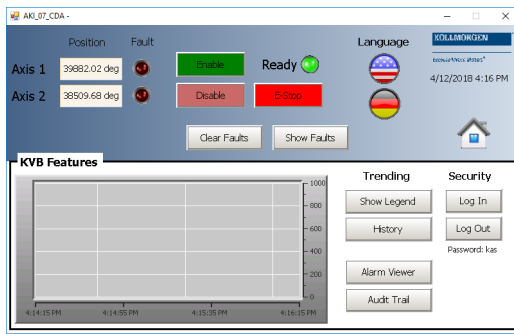 AKI_07_CDA -
Position Fault Language
KOLLMORGEN
Because Motion Matters™
Axis 1 39882.02 deg Enable Ready
4/12/2018 4:16 PM
Axis 2 38509.68 deg Disable E-Stop
Clear Faults Show Faults
KVB Features
Trending Security
1000
800
600
400
200
0
4:14:15 PM 4:14:55 PM 4:15:35 PM 4:16:15 PM
Show Legend Log In
History Log Out
Password: kas
Alarm Viewer
Audit Trail